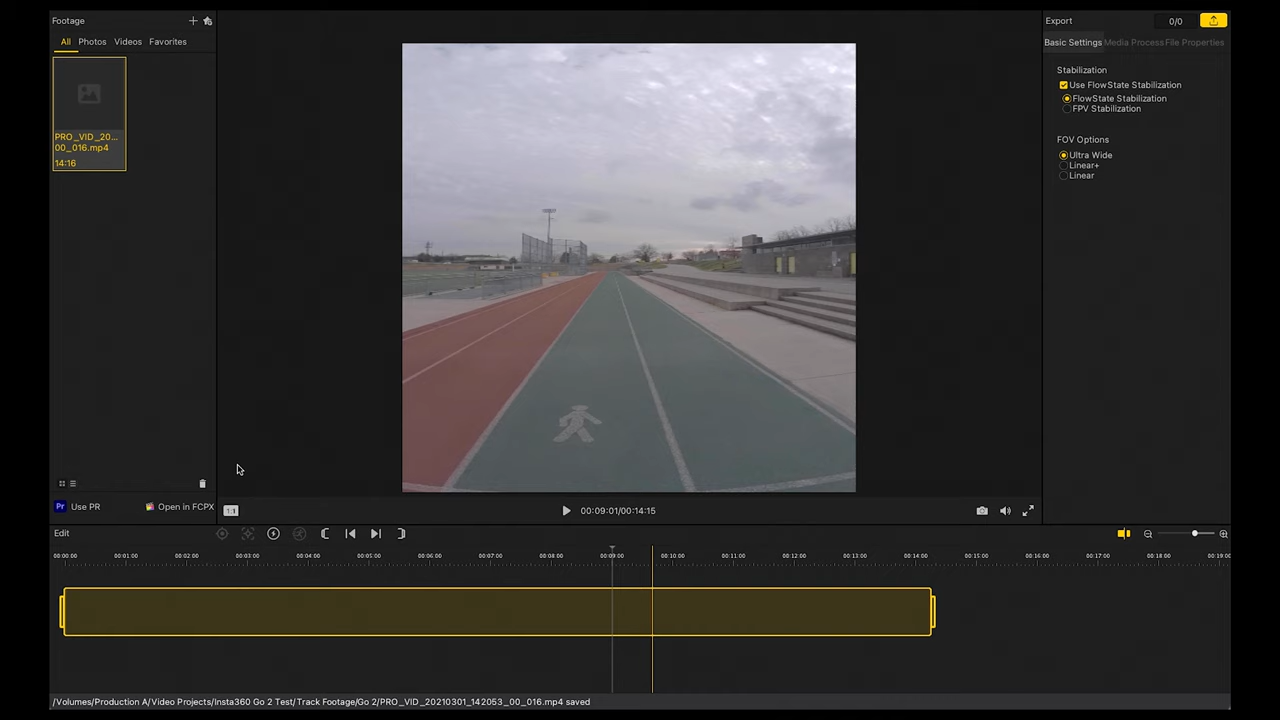 Footage
All Photos Videos Favorites
PRO_VID_20...
00_016.mp4
14:16
Pr Use PR
Open in FCPX
1:1
00:09:01/00:14:15
Export
0/0
Basic Settings Media Process File Properties
Stabilization
Use FlowState Stabilization
FlowState Stabilization
FPV Stabilization
FOV Options
Ultra Wide
Linear+
Linear
Edit
00:00:00 00:01:00 00:02:00 00:03:00 00:04:00 00:05:00 00:06:00 00:07:00 00:08:00 00:09:00 00:10:00 00:11:00 00:12:00 00:13:00 00:14:00 00:15:00 00:16:00 00:17:00 00:18:00 00:19:00
/Volumes/Production A/Video Projects/Insta360 Go 2 Test/Track Footage/Go 2/PRO_VID_20210301_142053_00_016.mp4 saved